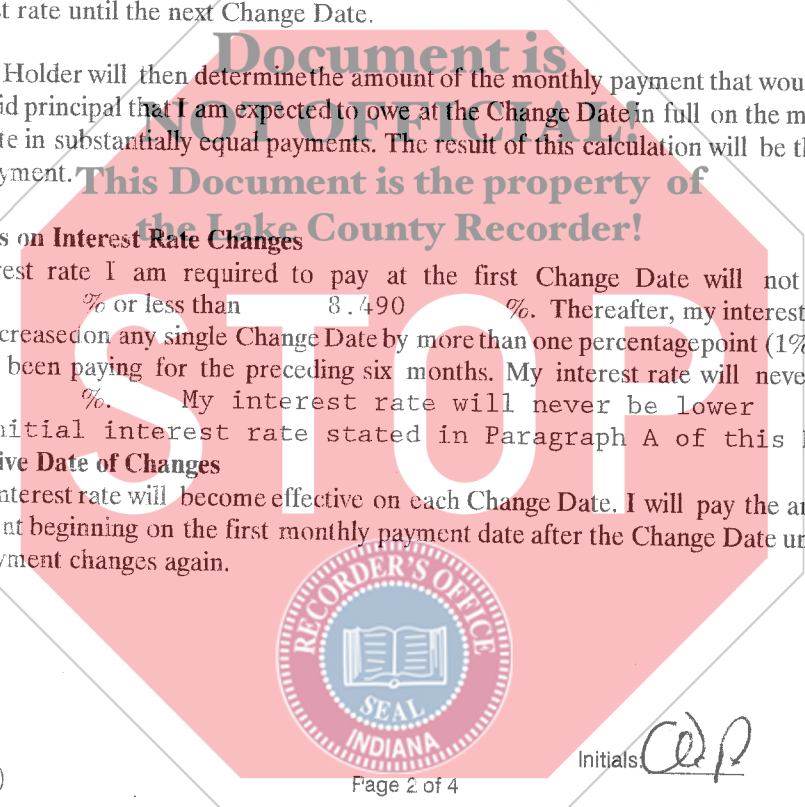 st rate until the next Change Date.
Document is
Holder will then determine the amount of the monthly payment that wou
id principal that I am expected to owe at the Change Date in full on the m
NOT OFFICIAL!
te in substantially equal payments. The result of this calculation will be th
yment.
This Document is the property of
the Lake County Recorder!
s on Interest Rate Changes
rest rate I am required to pay at the first Change Date will not
% or less than 8.490 %. Thereafter, my interest
creased on any single Change Date by more than one percentage point (1%
been paying for the preceding six months. My interest rate will neve
%. My interest rate will never be lower
nitial interest rate stated in Paragraph A of this
STOP
ive Date of Changes
nterest rate will become effective on each Change Date. I will pay the a
nt beginning on the first monthly payment date after the Change Date un
yment changes again.
RECORDER'S OFFICE
SEAL
INDIANA
Initials:
)
Page 2 of 4